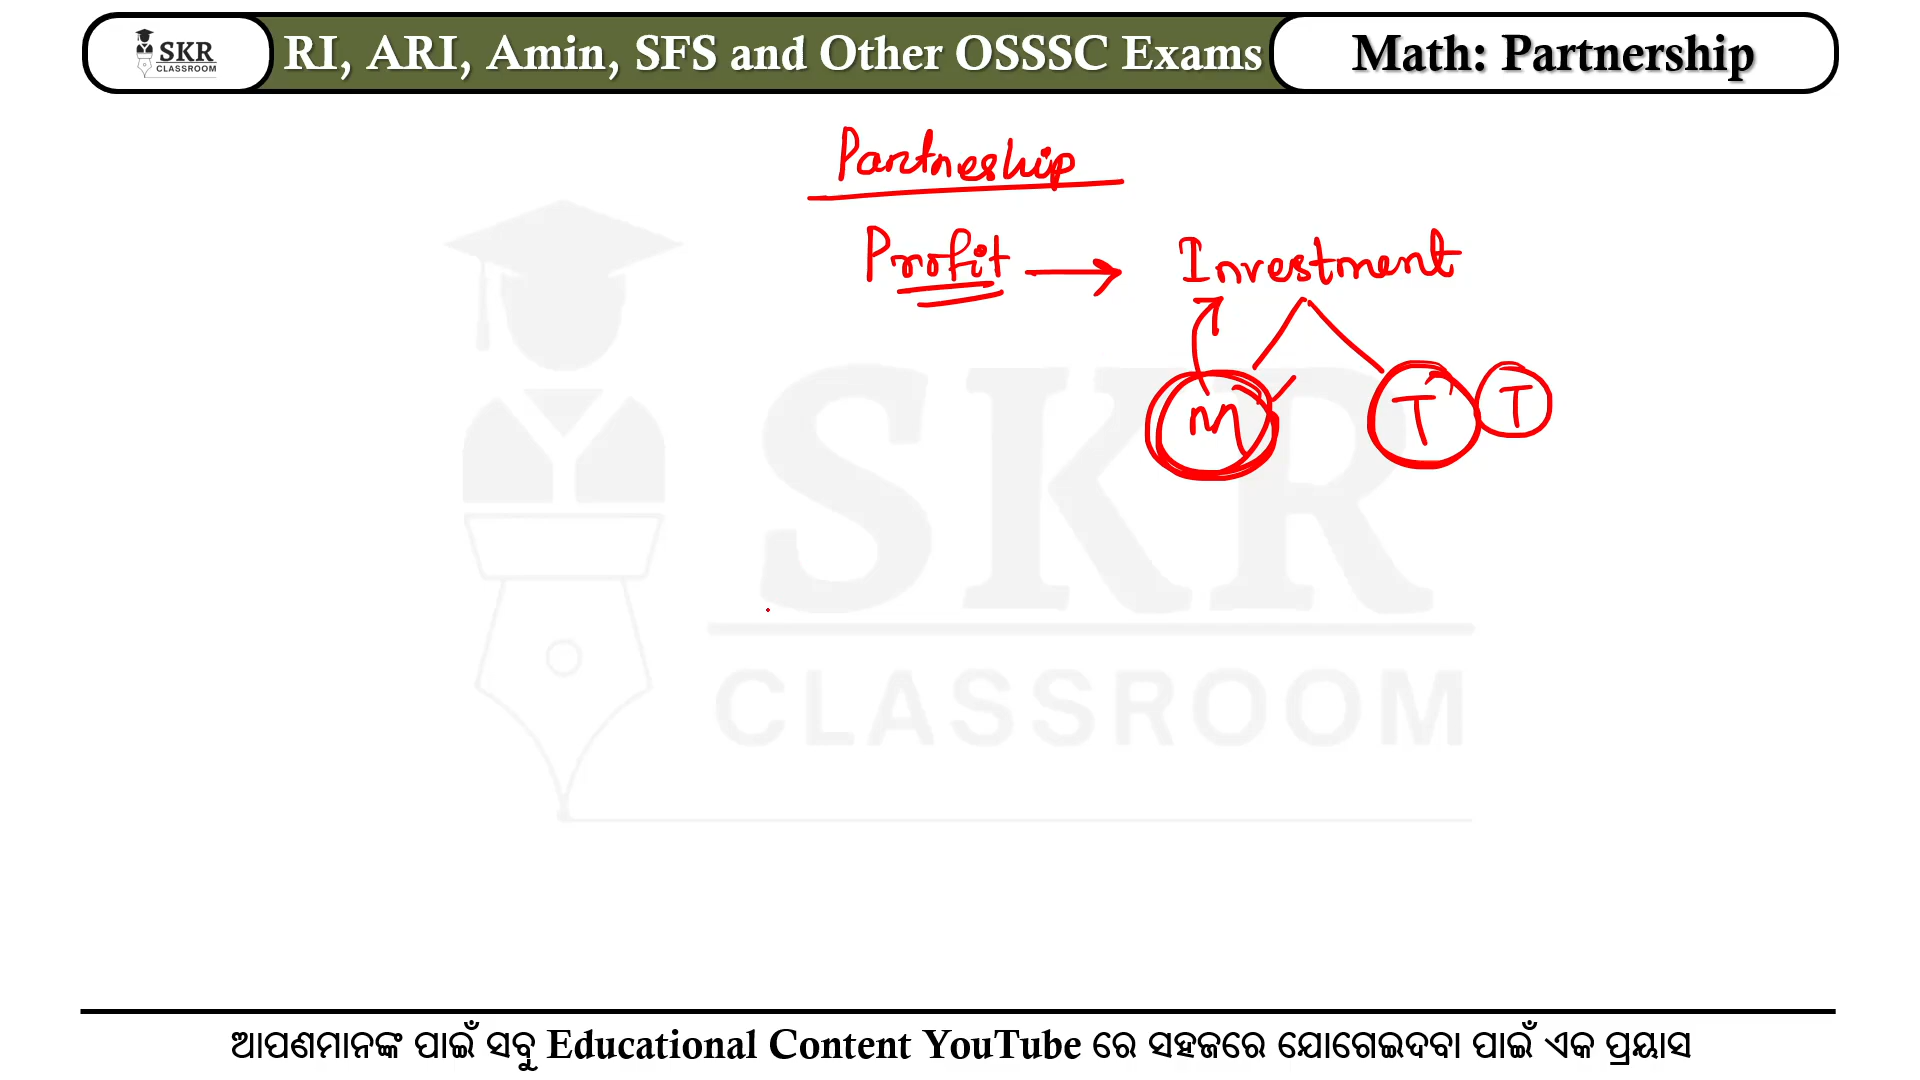 SKR
CLASSROOM
RI, ARI, Amin, SFS and Other OSSSC Exams
Math: Partnership
Partneship
Profit → Investment
M T T
SKR
CLASSROOM
ଆପଣମାନଙ୍କ ପାଇଁ ସବୁ Educational Content YouTube ରେ ସହଜରେ ଯୋଗେଇଦବା ପାଇଁ ଏକ ପ୍ରୟାସ